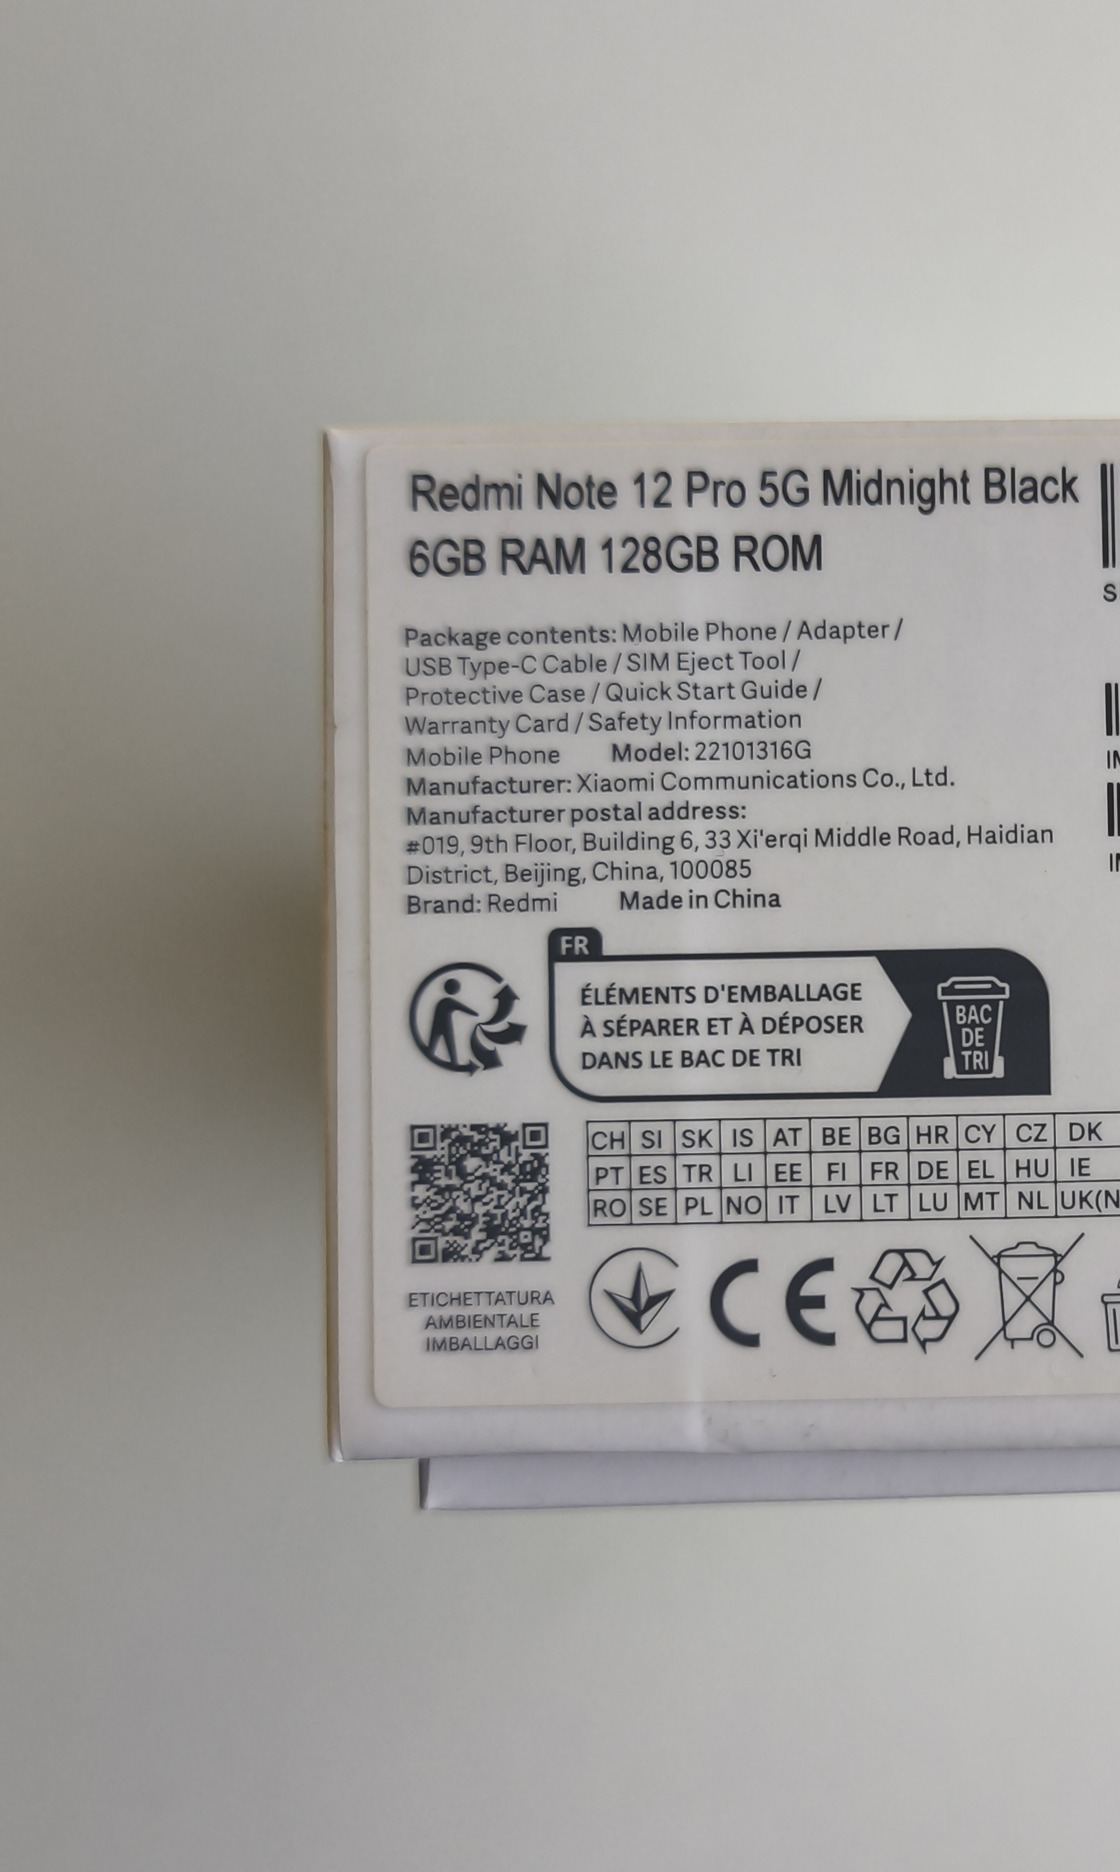 Redmi Note 12 Pro 5G Midnight Black
6GB RAM 128GB ROM
S
Package contents: Mobile Phone / Adapter /
USB Type-C Cable / SIM Eject Tool /
Protective Case / Quick Start Guide /
Warranty Card / Safety Information
Mobile Phone Model: 22101316G
Manufacturer: Xiaomi Communications Co., Ltd.
Manufacturer postal address:
#019, 9th Floor, Building 6, 33 Xi'erqi Middle Road, Haidian
District, Beijing, China, 100085
Brand: Redmi Made in China
FR
ÉLÉMENTS D'EMBALLAGE
À SÉPARER ET À DÉPOSER
DANS LE BAC DE TRI
BAC
DE
TRI
CH SI SK IS AT BE BG HR CY CZ DK
PT ES TR LI EE FI FR DE EL HU IE
RO SE PL NO IT LV LT LU MT NL UK(N
ETICHETTATURA
AMBIENTALE
IMBALLAGGI
CE